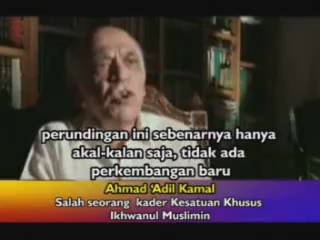 perundingan ini sebenarnya hanya
akal-kalan saja, tidak ada
perkembangan baru
Ahmad 'Adil Kamal
Salah seorang kader Kesatuan Khusus
Ikhwanul Muslimin